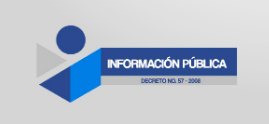 INFORMACIÓN PÚBLICA
DECRETO NO. 57 - 2008